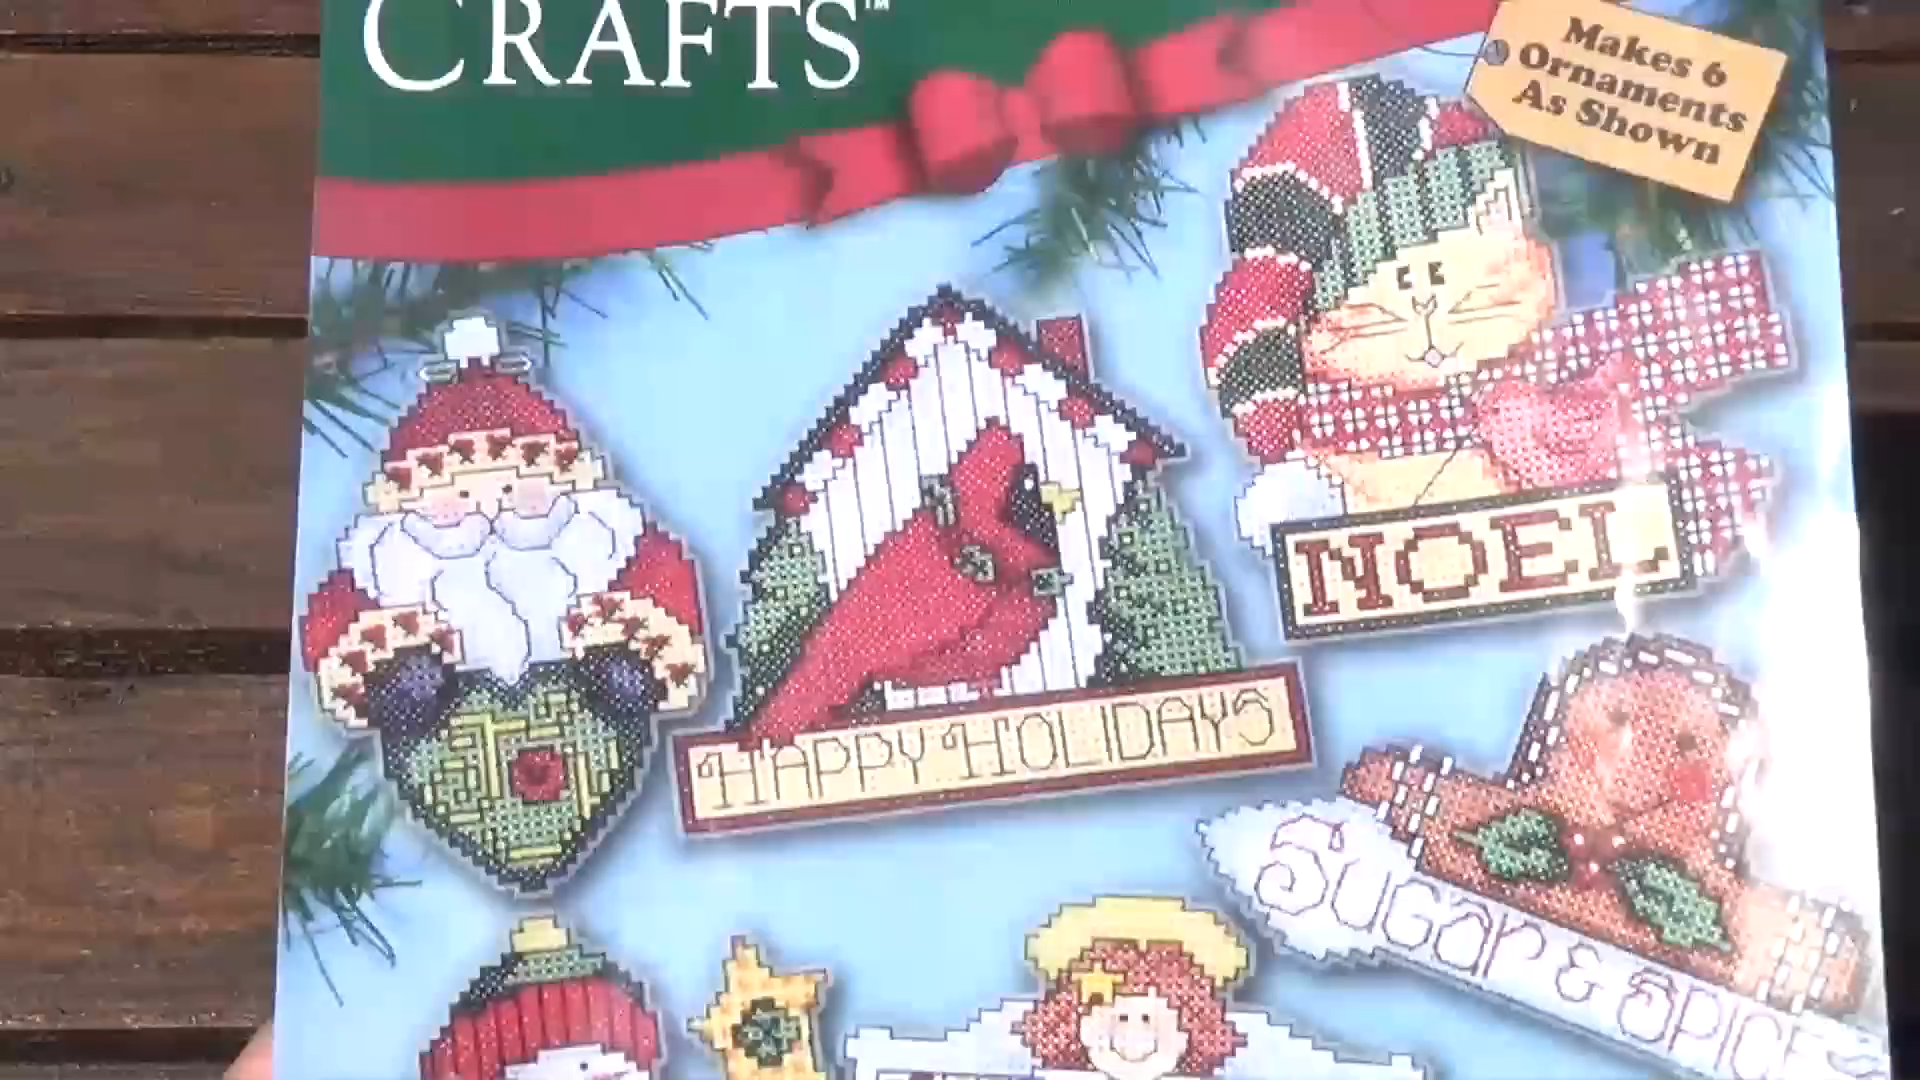 CRAFTS™
Makes 6
Ornaments
As Shown
NOEL
HAPPY HOLIDAYS
SUGAR & SPICE